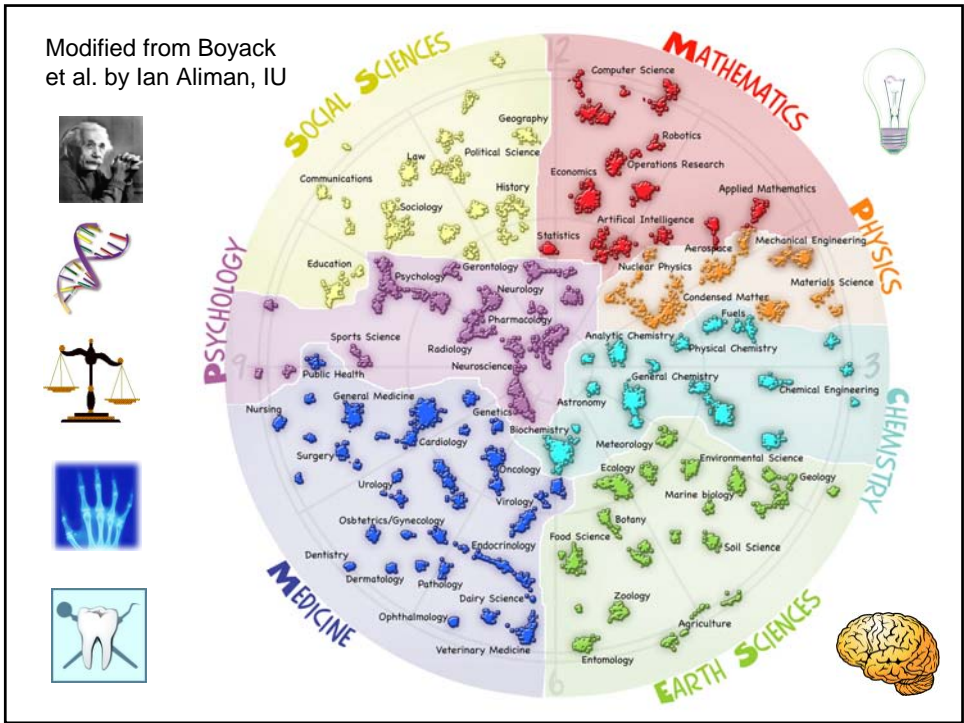 Modified from Boyack
et al. by Ian Aliman, IU
SOCIAL SCIENCES
MATHEMATICS
PHYSICS
CHEMISTRY
EARTH SCIENCES
MEDICINE
PSYCHOLOGY
12
3
6
9
Computer Science
Geography
Robotics
Political Science
Law
Operations Research
Communications
Economics
History
Applied Mathematics
Sociology
Artifical Intelligence
Statistics
Mechanical Engineering
Aerospace
Education
Psychology
Gerontology
Nuclear Physics
Neurology
Materials Science
Condensed Matter
Pharmacology
Fuels
Sports Science
Analytic Chemistry
Radiology
Physical Chemistry
Neuroscience
Public Health
General Chemistry
Chemical Engineering
General Medicine
Astronomy
Nursing
Genetics
Biochemistry
Cardiology
Meteorology
Surgery
Environmental Science
Oncology
Ecology
Geology
Urology
Marine biology
Virology
Osbtetrics/Gynecology
Botany
Food Science
Endocrinology
Soil Science
Dentistry
Dermatology
Pathology
Dairy Science
Zoology
Ophthalmology
Agriculture
Veterinary Medicine
Entomology